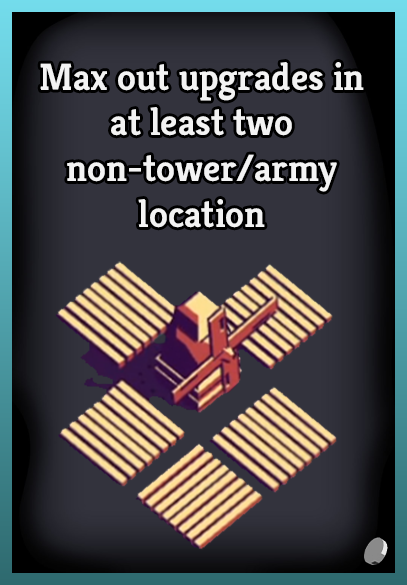 Max out upgrades in
at least two
non-tower/army
location